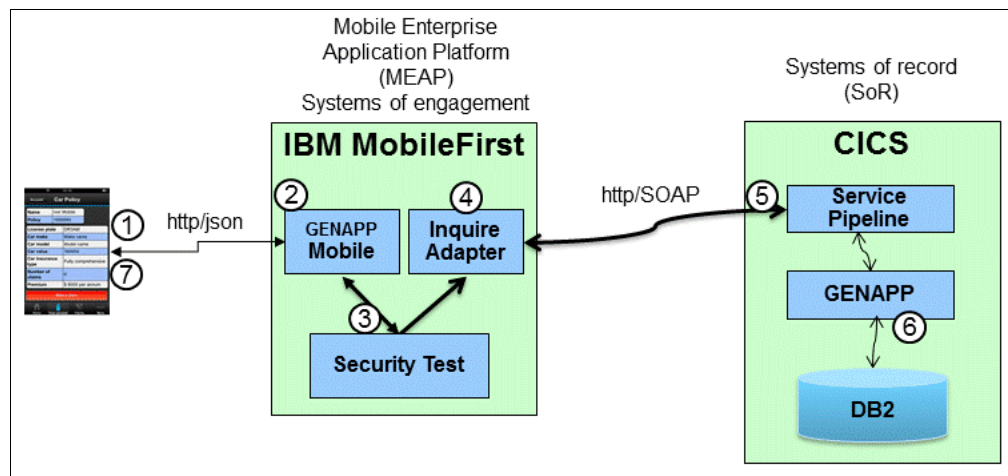 Mobile Enterprise
Application Platform
(MEAP)
Systems of engagement
Systems of record
(SoR)
IBM MobileFirst
CICS
Car Policy
Name
Policy
License plate
Car make
Car model
Car value
Car insurance
type
Fully comprehensive
Number of
claims
Premium
1
7
http/json
2
GENAPP
Mobile
4
Inquire
Adapter
3
Security Test
http/SOAP
5
Service
Pipeline
GENAPP
6
DB2